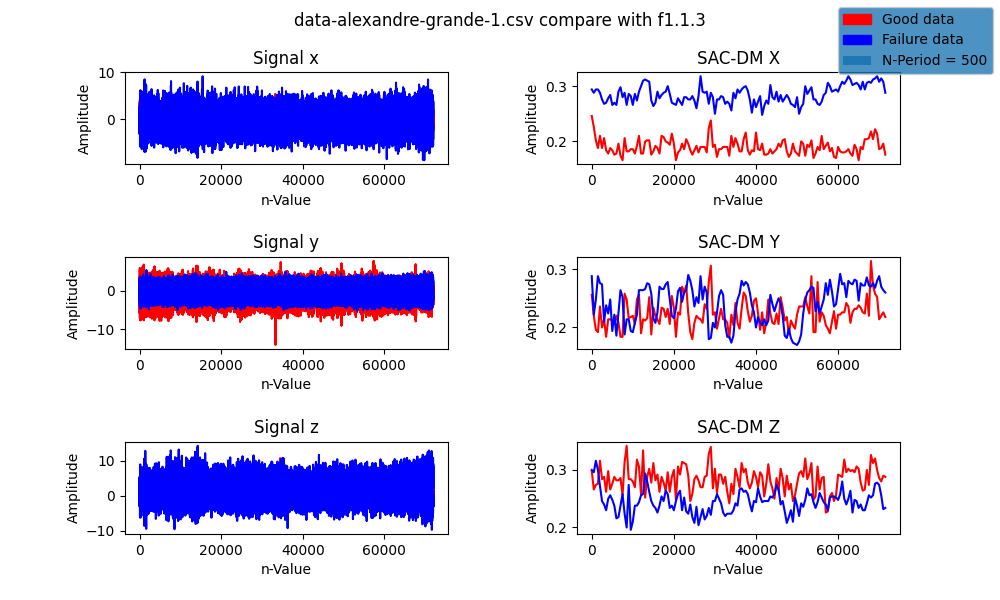 data-alexandre-grande-1.csv compare with f1.1.3
Good data
Failure data
N-Period = 500
Signal x
Amplitude
10
0
0 20000 40000 60000
n-Value
SAC-DM X
Amplitude
0.3
0.2
0 20000 40000 60000
n-Value
Signal y
Amplitude
0
−10
0 20000 40000 60000
n-Value
SAC-DM Y
Amplitude
0.3
0.2
0 20000 40000 60000
n-Value
Signal z
Amplitude
10
0
−10
0 20000 40000 60000
n-Value
SAC-DM Z
Amplitude
0.3
0.2
0 20000 40000 60000
n-Value